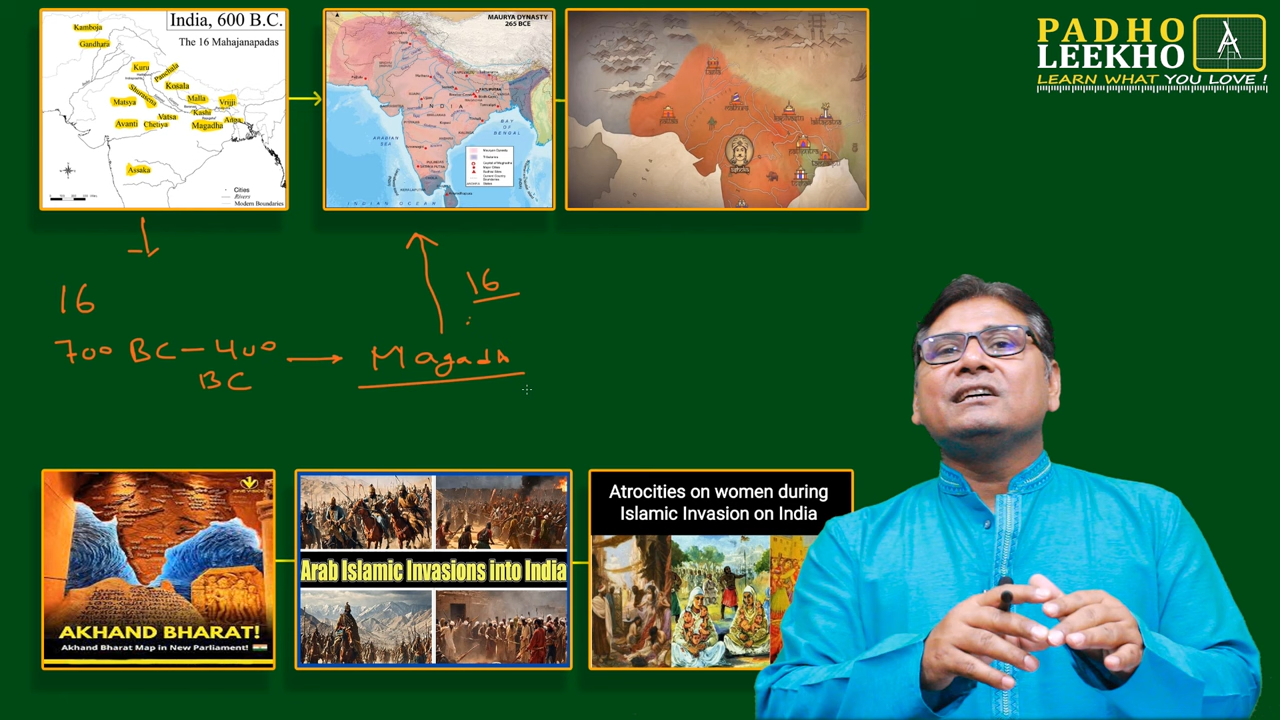 India, 600 B.C.
The 16 Mahajanapadas
Kamboja
Gandhara
Kuru
Panchala
Shurasena
Kosala
Matsya
Malla
Vrijji
Vatsa
Kashi
Avanti
Chetiya
Magadha
Anga
Assaka
Cities
Rivers
Modern Boundaries
MAURYA DYNASTY
265 BCE
INDIA
ARABIAN
SEA
BAY
OF
BENGAL
INDIAN OCEAN
PADHO
LEEKHO
LEARN WHAT YOU LOVE !
16
700 BC – 400
BC
Magadh
16
AKHAND BHARAT!
Akhand Bharat Map in New Parliament!
Arab Islamic Invasions into India
Atrocities on women during
Islamic Invasion on India